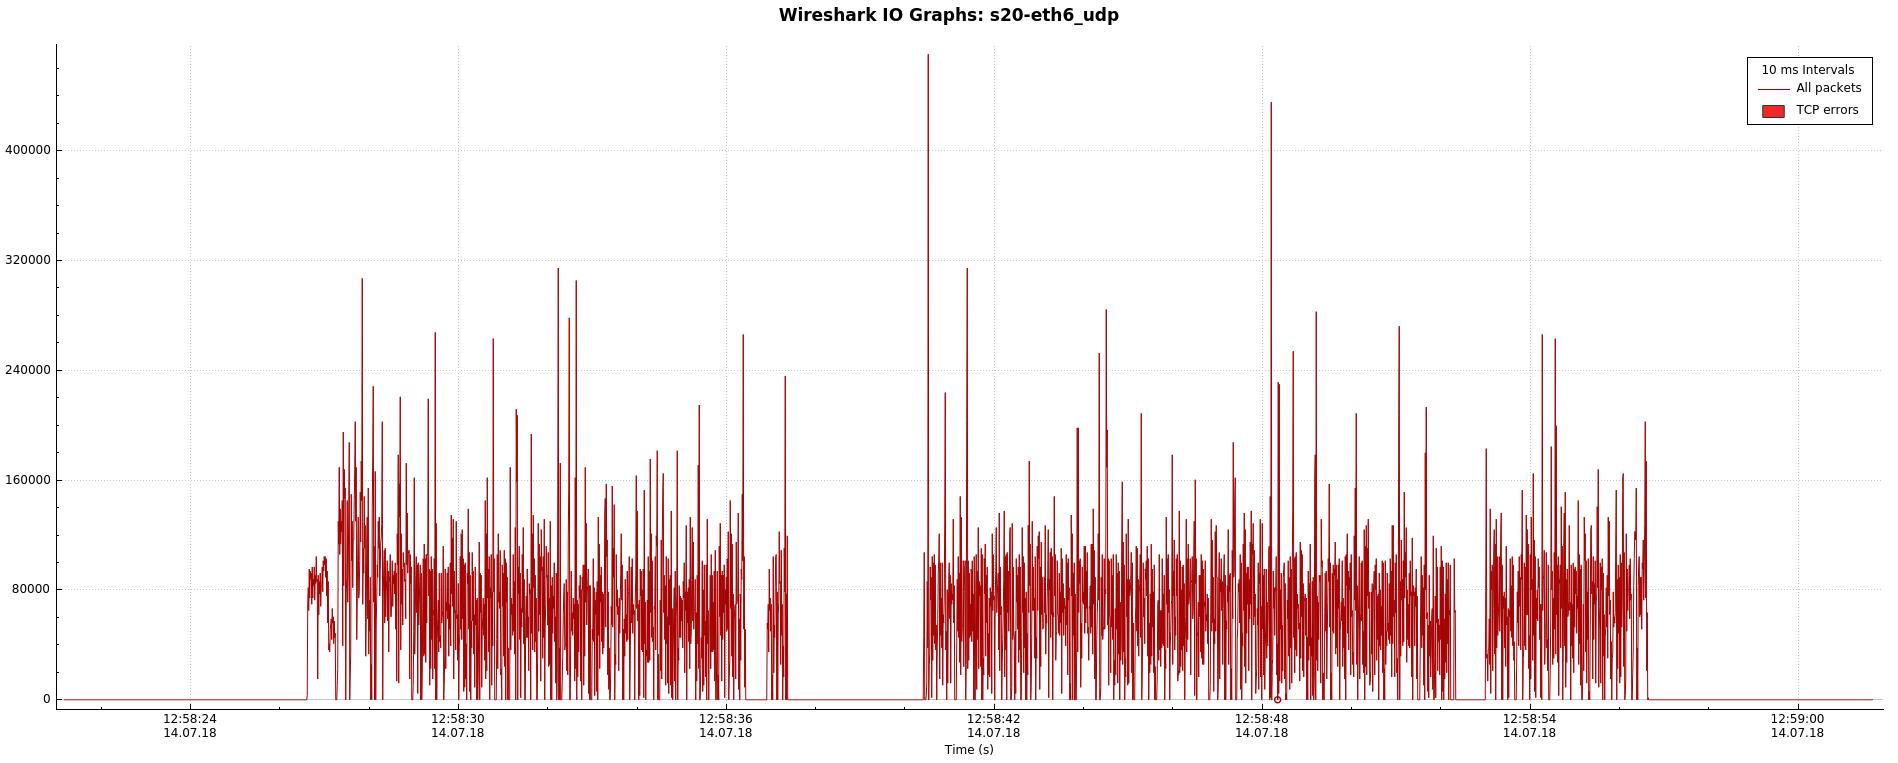 Wireshark IO Graphs: s20-eth6_udp
10 ms Intervals
All packets
TCP errors
400000
320000
240000
160000
80000
0
12:58:24 12:58:30 12:58:36 12:58:42 12:58:48 12:58:54 12:59:00
14.07.18 14.07.18 14.07.18 14.07.18 14.07.18 14.07.18 14.07.18
Time (s)